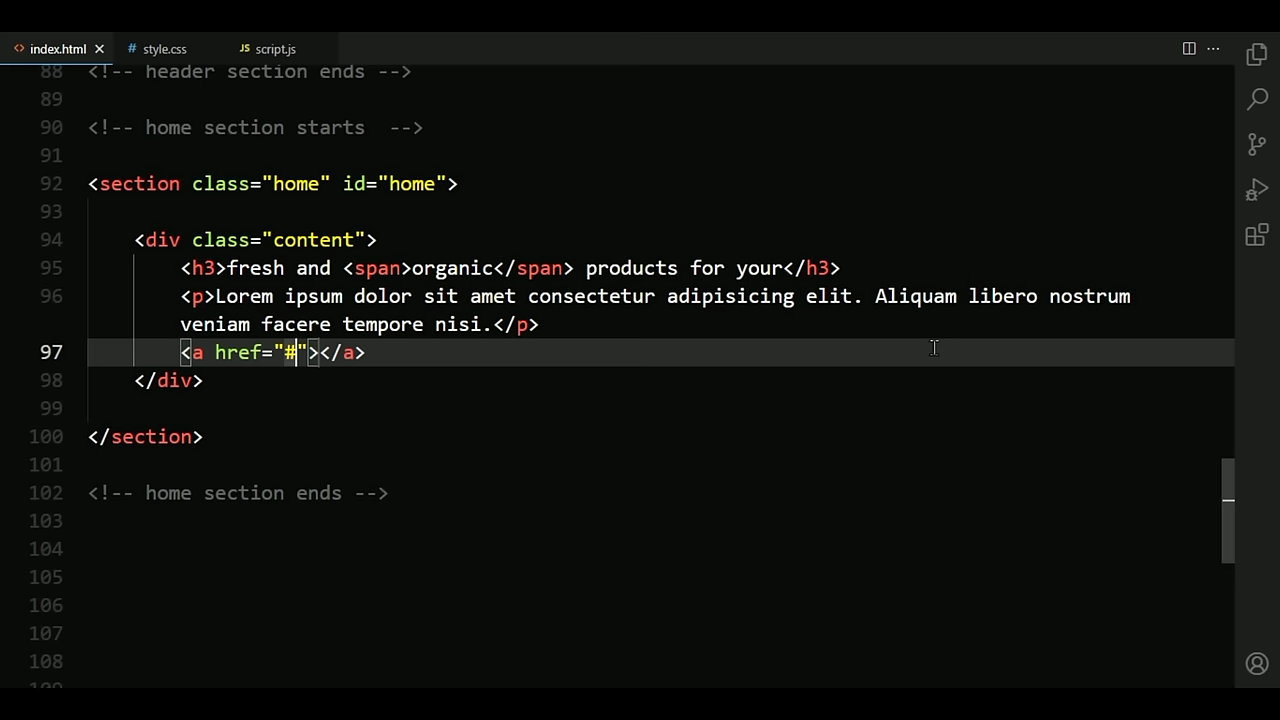 index.html
# style.css
JS script.js
88 <!-- header section ends -->
89
90 <!-- home section starts  -->
91
92 <section class="home" id="home">
93
94 <div class="content">
95 <h3>fresh and <span>organic</span> products for your</h3>
96 <p>Lorem ipsum dolor sit amet consectetur adipisicing elit. Aliquam libero nostrum
veniam facere tempore nisi.</p>
97 <a href="#"></a>
98 </div>
99
100 </section>
101
102 <!-- home section ends -->
103
104
105
106
107
108
109